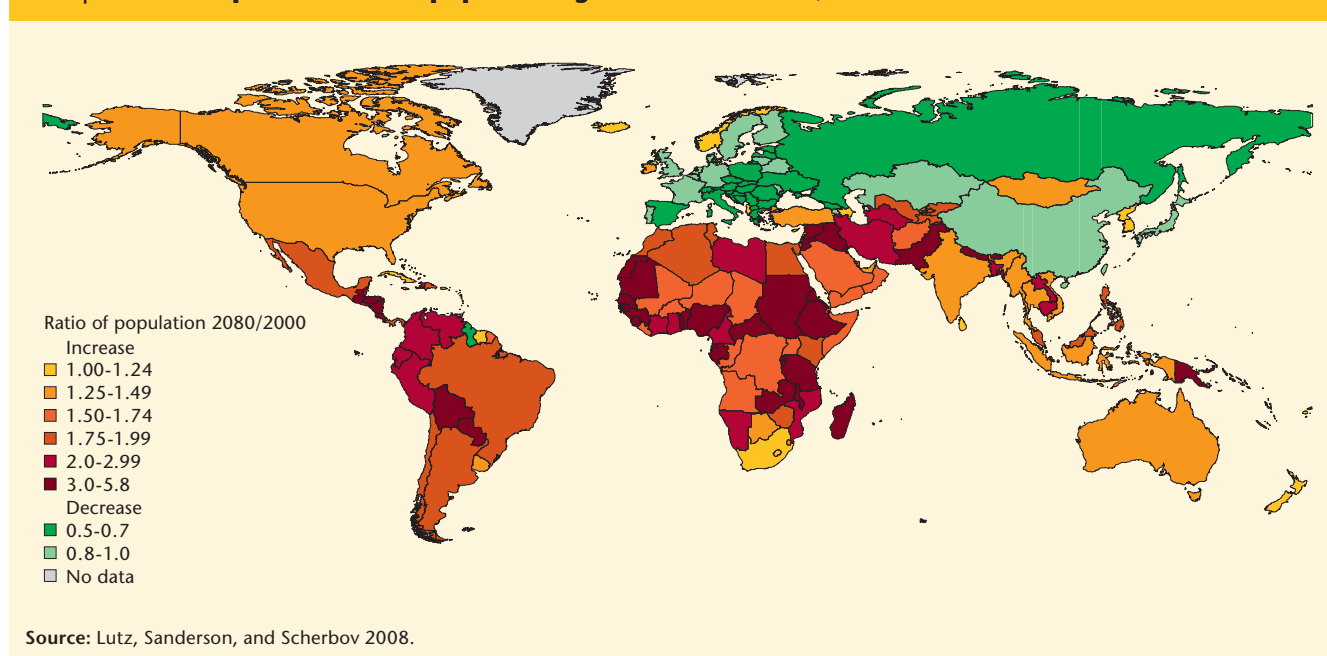 Ratio of population 2080/2000
Increase
1.00-1.24
1.25-1.49
1.50-1.74
1.75-1.99
2.0-2.99
3.0-5.8
Decrease
0.5-0.7
0.8-1.0
No data
Source: Lutz, Sanderson, and Scherbov 2008.